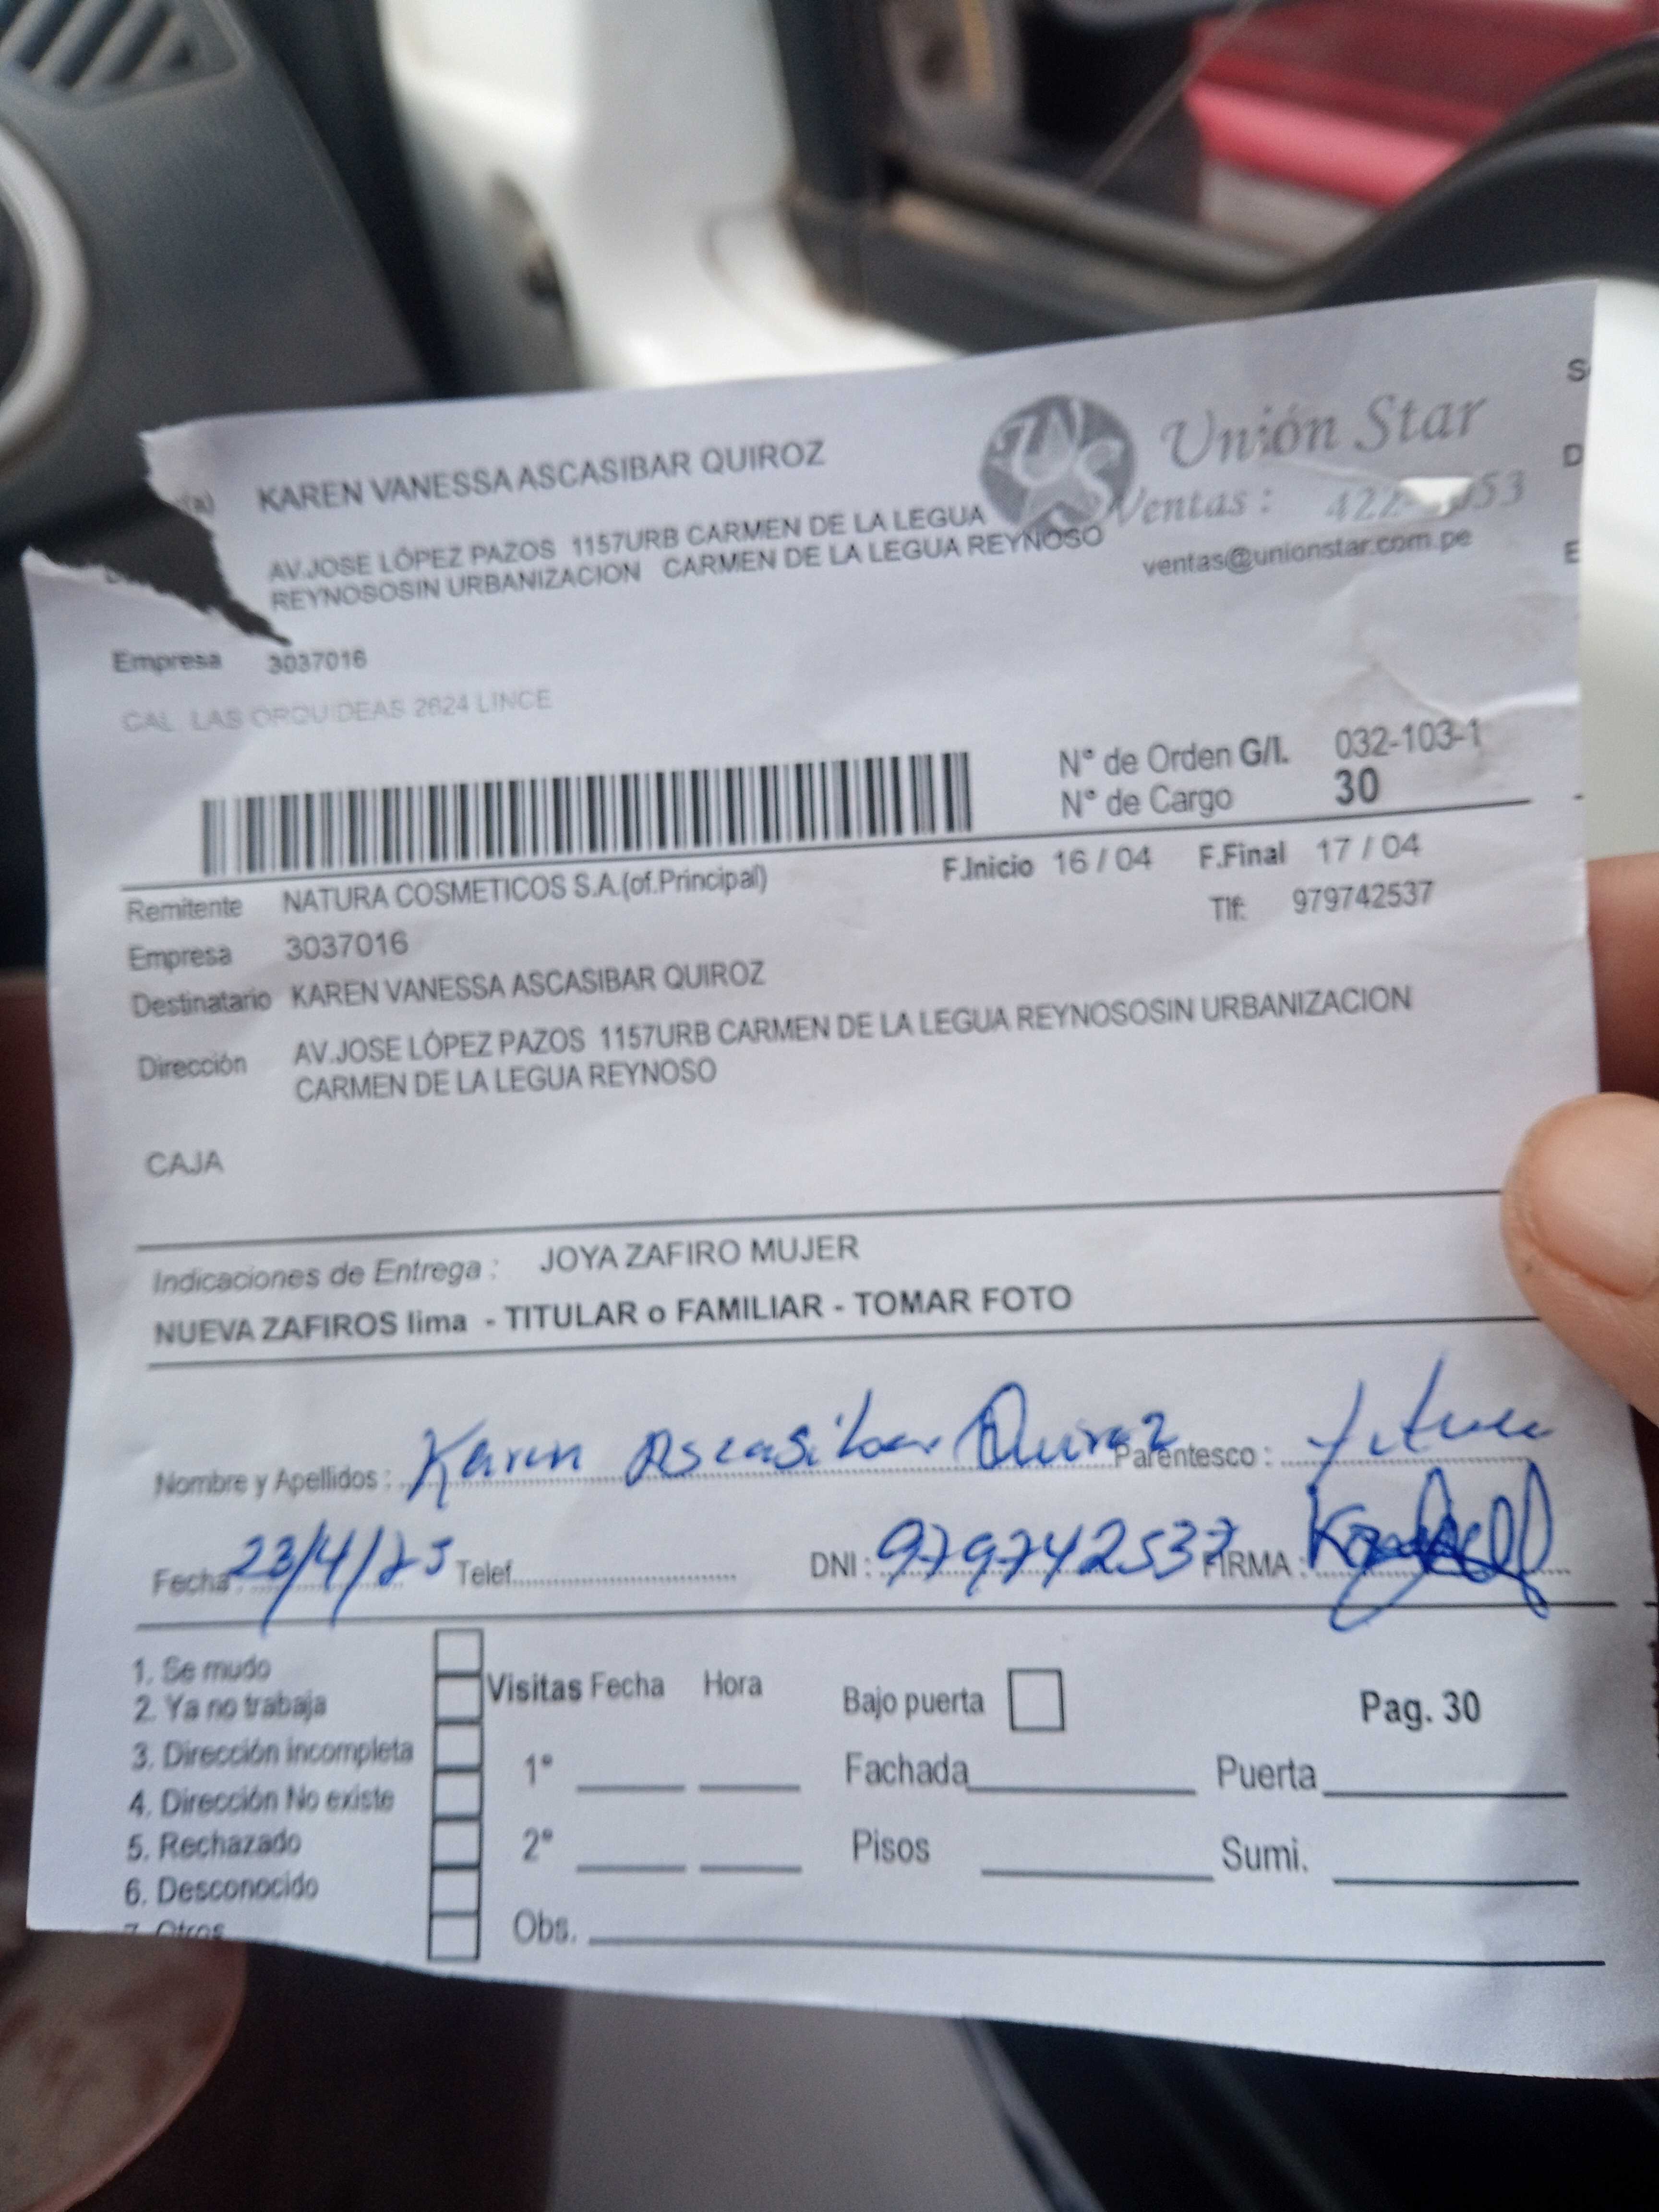 (a) KAREN VANESSA ASCASIBAR QUIROZ
Unión Star
Ventas : 422- 53
ventas@unionstar.com.pe
AV.JOSE LÓPEZ PAZOS 1157URB CARMEN DE LA LEGUA
REYNOSOSIN URBANIZACION CARMEN DE LA LEGUA REYNOSO
S
D
E
Empresa 3037016
CAL LAS ORQUIDEAS 2624 LINCE
N° de Orden G/I. 032-103-1
N° de Cargo 30
F.Inicio 16 / 04 F.Final 17 / 04
Remitente NATURA COSMETICOS S.A.(of.Principal)
Tlf: 979742537
Empresa 3037016
Destinatario KAREN VANESSA ASCASIBAR QUIROZ
Dirección AV.JOSE LÓPEZ PAZOS 1157URB CARMEN DE LA LEGUA REYNOSOSIN URBANIZACION
CARMEN DE LA LEGUA REYNOSO
CAJA
Indicaciones de Entrega : JOYA ZAFIRO MUJER
NUEVA ZAFIROS lima - TITULAR o FAMILIAR - TOMAR FOTO
Nombre y Apellidos : Karen Ascasibar Quiroz Parentesco : titular
Fecha : 23/4/25 Telef. DNI : 979742537 FIRMA :
1. Se mudo
2. Ya no trabaja
3. Dirección incompleta
4. Dirección No existe
5. Rechazado
6. Desconocido
7. Otros
Visitas Fecha Hora
1°
2°
Obs.
Bajo puerta
Pag. 30
Fachada Puerta
Pisos Sumi.